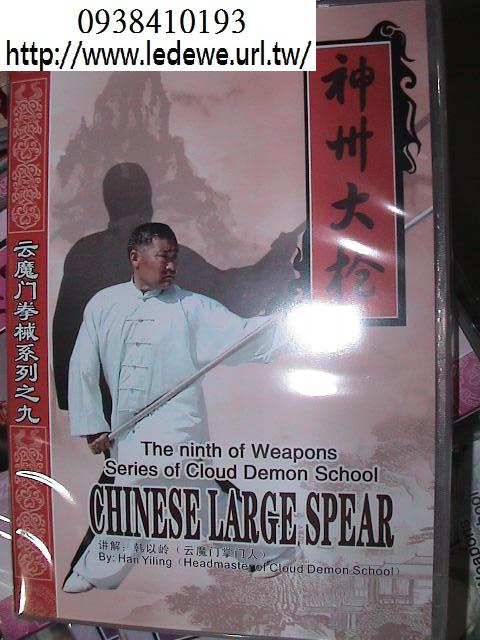 0938410193
http://www.ledewe.url.tw/
神州大枪
云魔门拳械系列之九
The ninth of Weapons
Series of Cloud Demon School
CHINESE LARGE SPEAR
讲解：韩以岭（云魔门掌门人）
By: Han Yiling (Headmaster of Cloud Demon School)